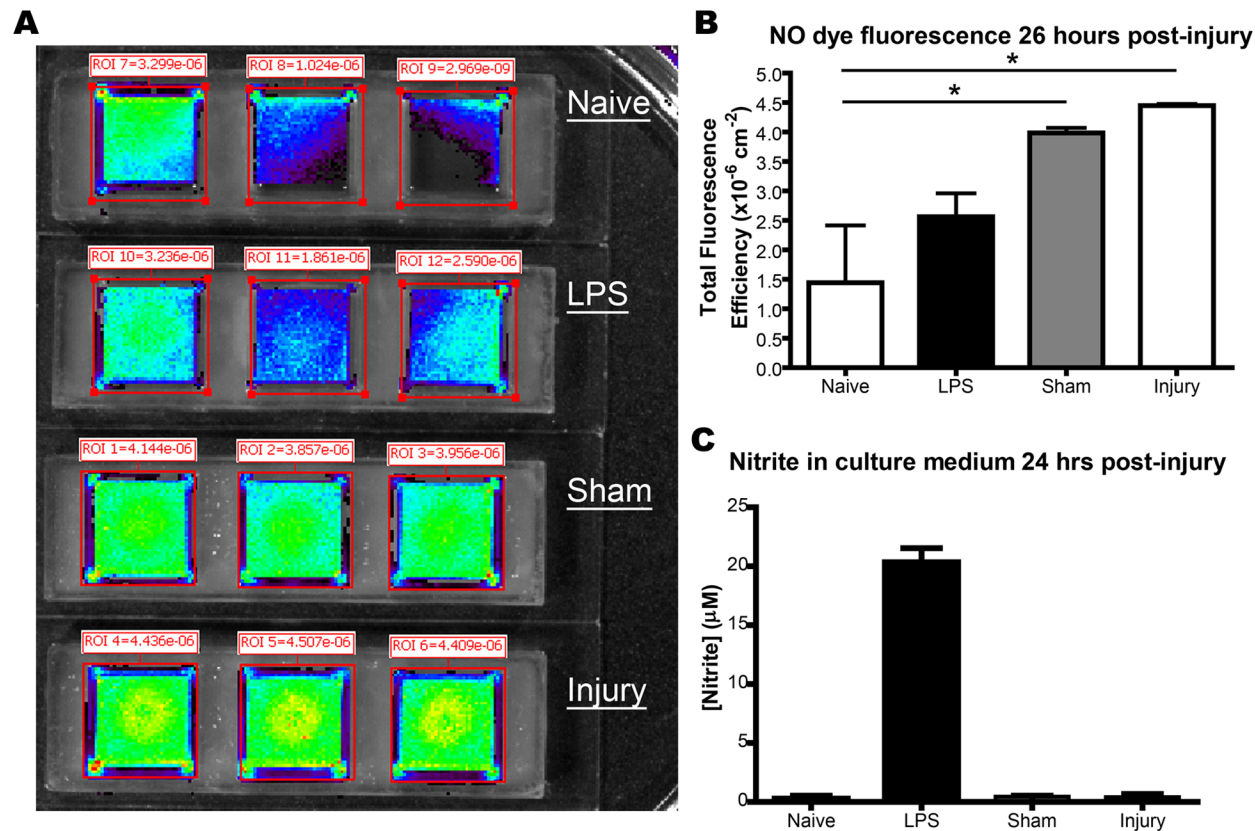 A
ROI 7=3.299e-06
ROI 8=1.024e-06
ROI 9=2.969e-09
Naive
ROI 10=3.236e-06
ROI 11=1.861e-06
ROI 12=2.590e-06
LPS
ROI 1=4.144e-06
ROI 2=3.857e-06
ROI 3=3.956e-06
Sham
ROI 4=4.436e-06
ROI 5=4.507e-06
ROI 6=4.409e-06
Injury
B
NO dye fluorescence 26 hours post-injury
Total Fluorescence
Efficiency (x10-6 cm-2)
5.0
4.5
4.0
3.5
3.0
2.5
2.0
1.5
1.0
0.5
0.0
*
*
Naive
LPS
Sham
Injury
C
Nitrite in culture medium 24 hrs post-injury
[Nitrite] (μM)
25
20
15
10
5
0
Naive
LPS
Sham
Injury